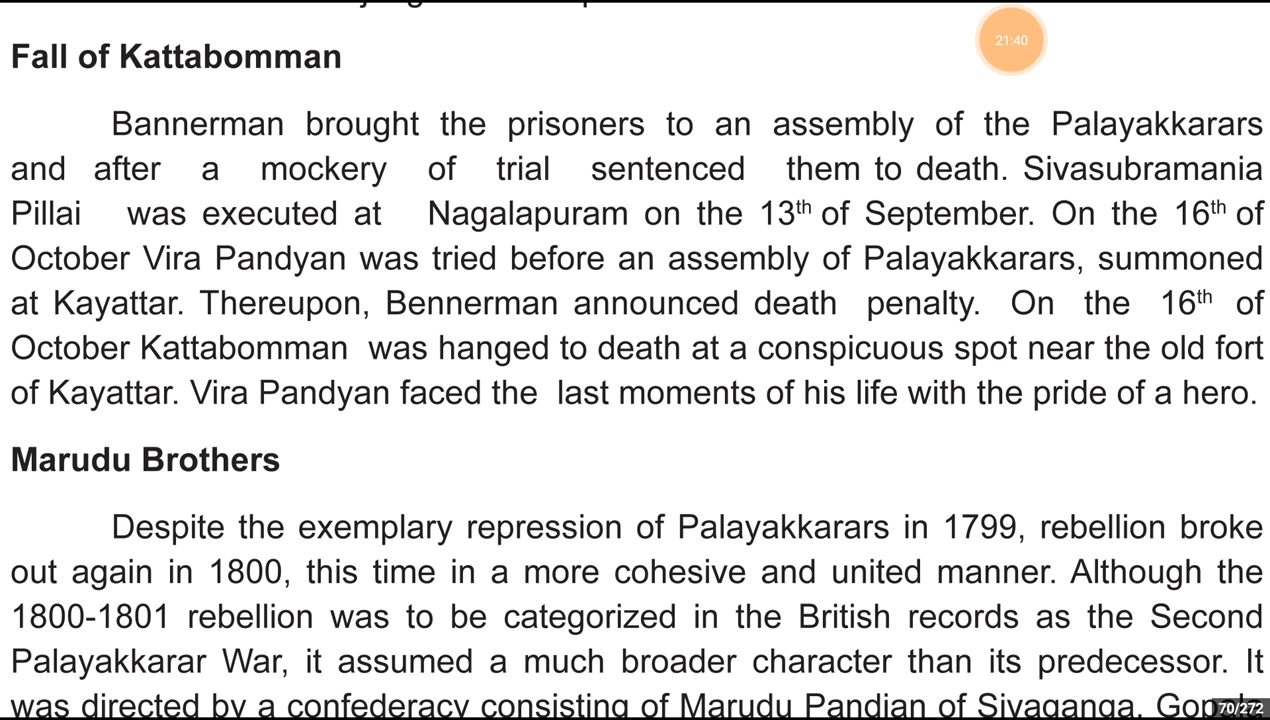 21:40
Fall of Kattabomman
Bannerman brought the prisoners to an assembly of the Palayakkarars
and after a mockery of trial sentenced them to death. Sivasubramania
Pillai was executed at Nagalapuram on the 13th of September. On the 16th of
October Vira Pandyan was tried before an assembly of Palayakkarars, summoned
at Kayattar. Thereupon, Bennerman announced death penalty. On the 16th of
October Kattabomman was hanged to death at a conspicuous spot near the old fort
of Kayattar. Vira Pandyan faced the last moments of his life with the pride of a hero.
Marudu Brothers
Despite the exemplary repression of Palayakkarars in 1799, rebellion broke
out again in 1800, this time in a more cohesive and united manner. Although the
1800-1801 rebellion was to be categorized in the British records as the Second
Palayakkarar War, it assumed a much broader character than its predecessor. It
was directed by a confederacy consisting of Marudu Pandian of Sivaganga,
70/272